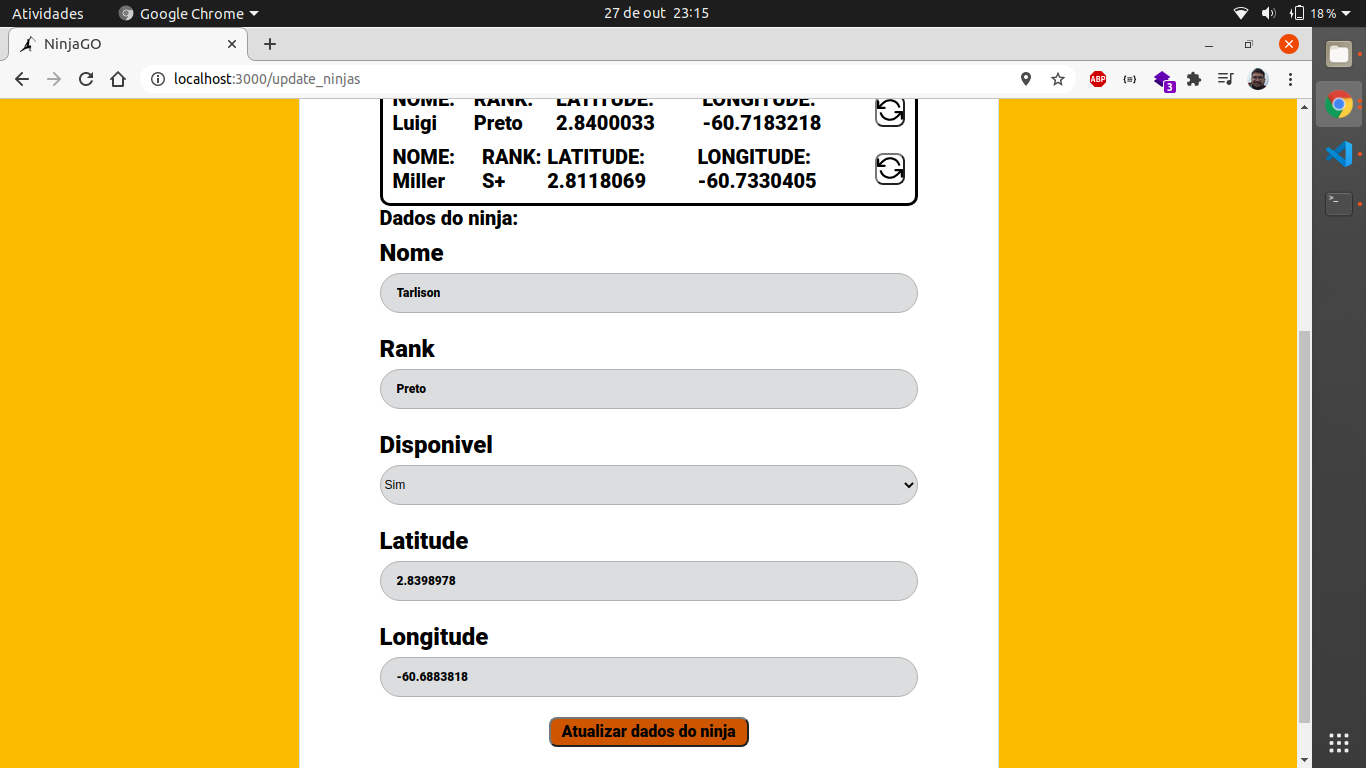 Atividades Google Chrome 27 de out 23:15 18 %
NinjaGO
localhost:3000/update_ninjas ABP 3
NOME: RANK: LATITUDE: LONGITUDE:
Luigi Preto 2.8400033 -60.7183218
NOME: RANK: LATITUDE: LONGITUDE:
Miller S+ 2.8118069 -60.7330405
Dados do ninja:
Nome
Tarlison
Rank
Preto
Disponivel
Sim
Latitude
2.8398978
Longitude
-60.6883818
Atualizar dados do ninja